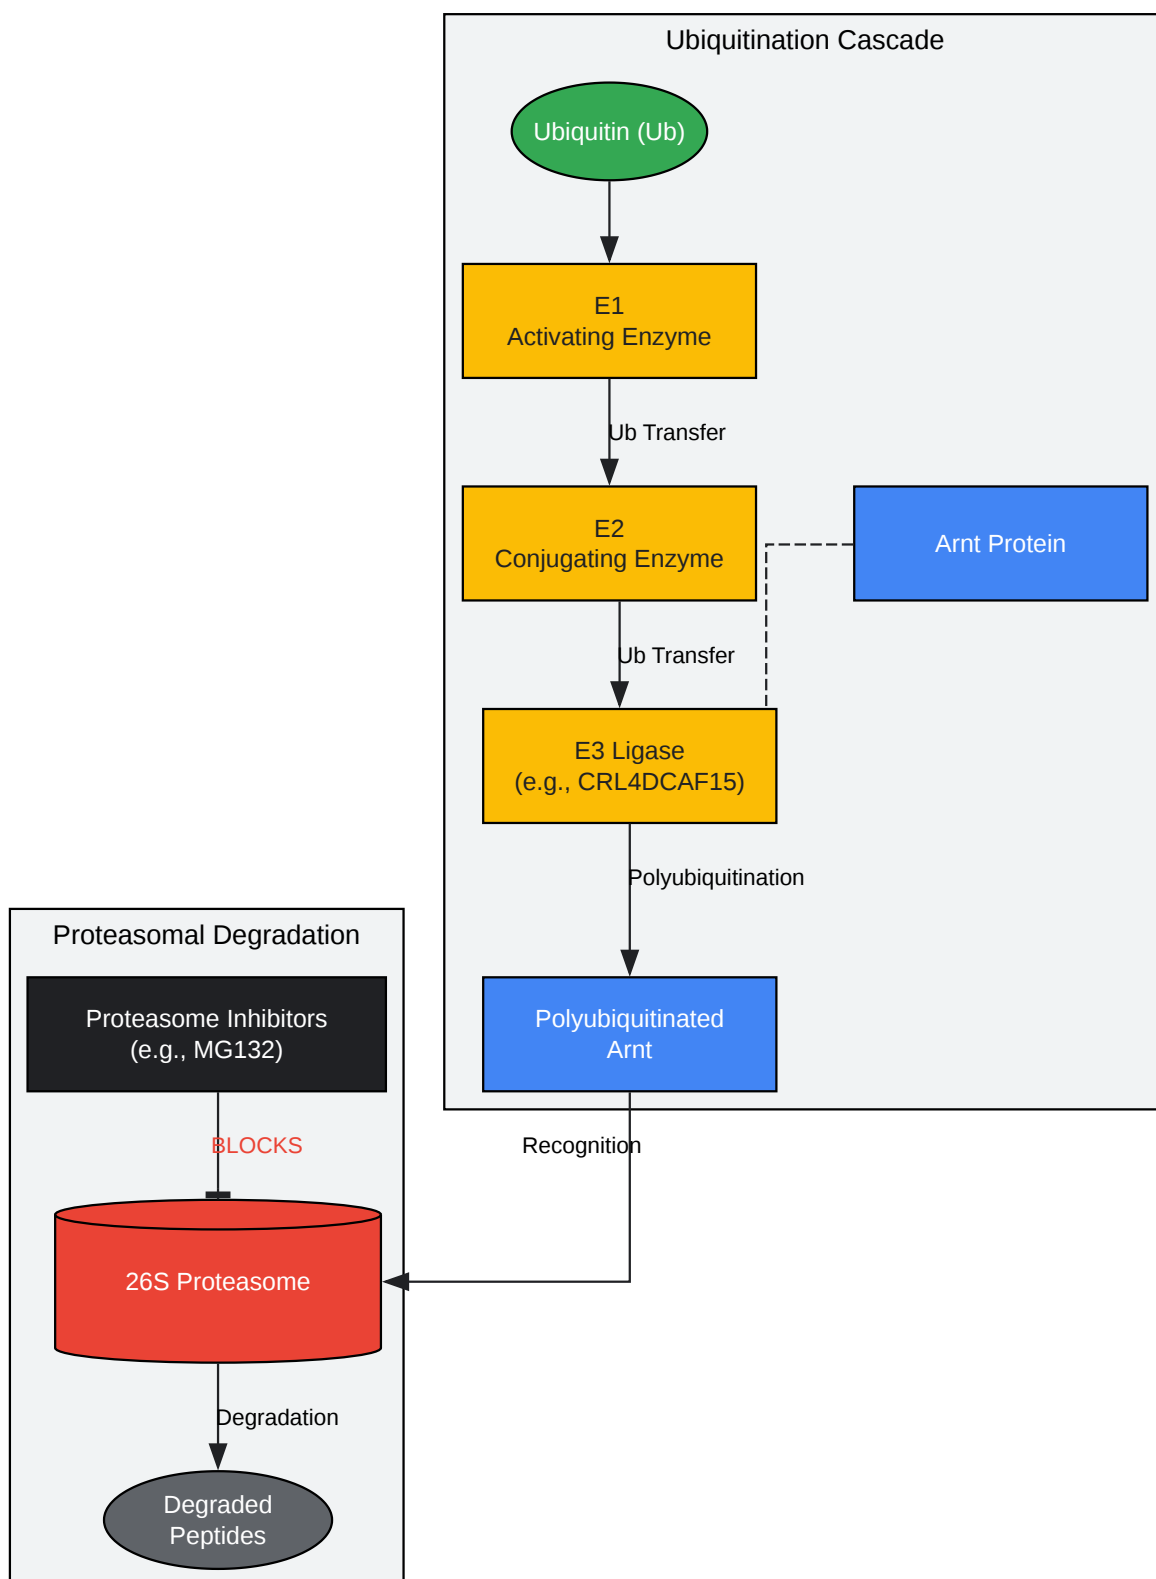 Ubiquitination Cascade
Ubiquitin (Ub)
E1
Activating Enzyme
Ub Transfer
E2
Conjugating Enzyme
Arnt Protein
Ub Transfer
E3 Ligase
(e.g., CRL4DCAF15)
Polyubiquitination
Polyubiquitinated
Arnt
Recognition
Proteasomal Degradation
Proteasome Inhibitors
(e.g., MG132)
BLOCKS
26S Proteasome
Degradation
Degraded
Peptides